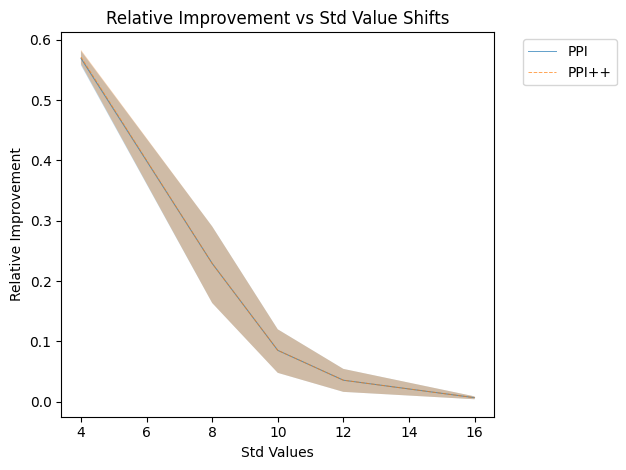 Relative Improvement vs Std Value Shifts
PPI
PPI++
Relative Improvement
0.6
0.5
0.4
0.3
0.2
0.1
0.0
4 6 8 10 12 14 16
Std Values